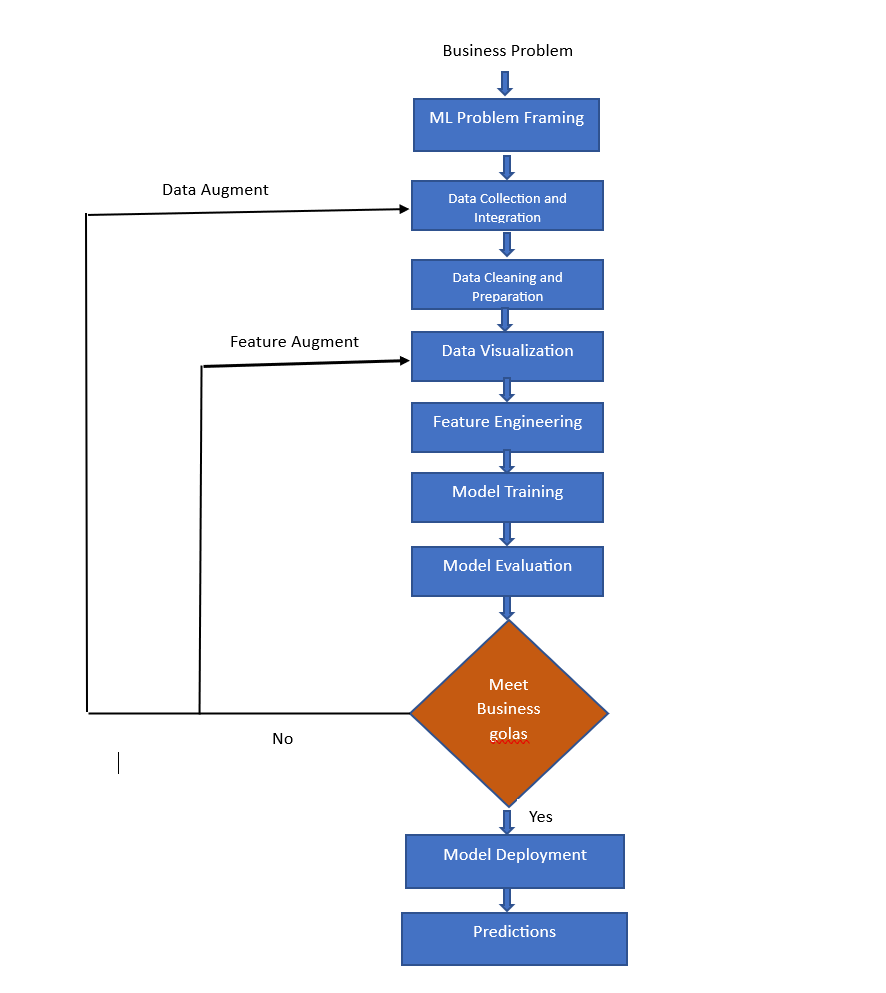 Business Problem
ML Problem Framing
Data Augment
Data Collection and
Integration
Data Cleaning and
Preparation
Feature Augment
Data Visualization
Feature Engineering
Model Training
Model Evaluation
Meet
Business
golas
No
Yes
Model Deployment
Predictions